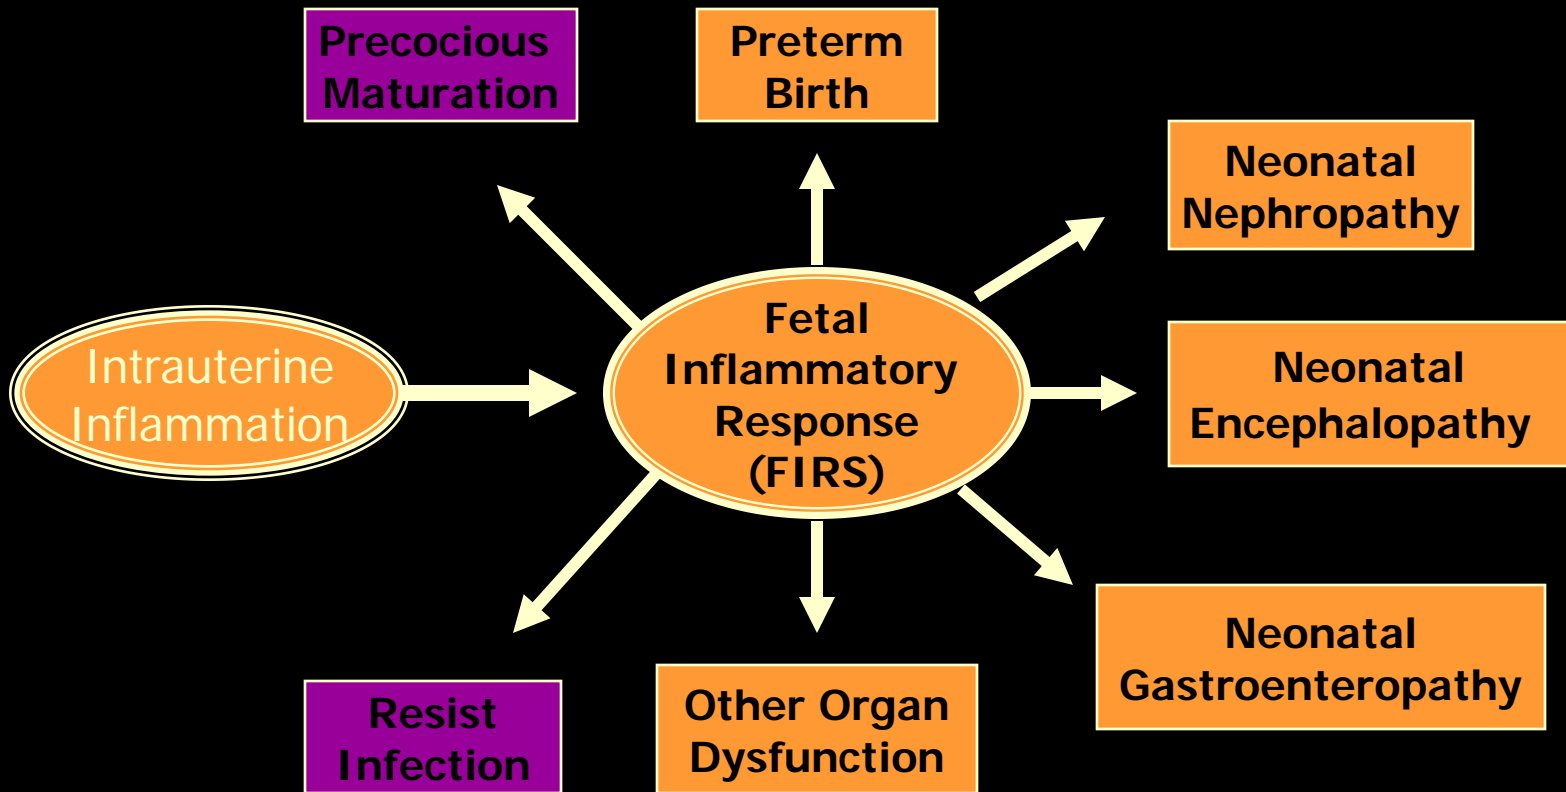 Precocious
Maturation
Preterm
Birth
Neonatal
Nephropathy
Intrauterine
Inflammation
Fetal
Inflammatory
Response
(FIRS)
Neonatal
Encephalopathy
Neonatal
Gastroenteropathy
Resist
Infection
Other Organ
Dysfunction